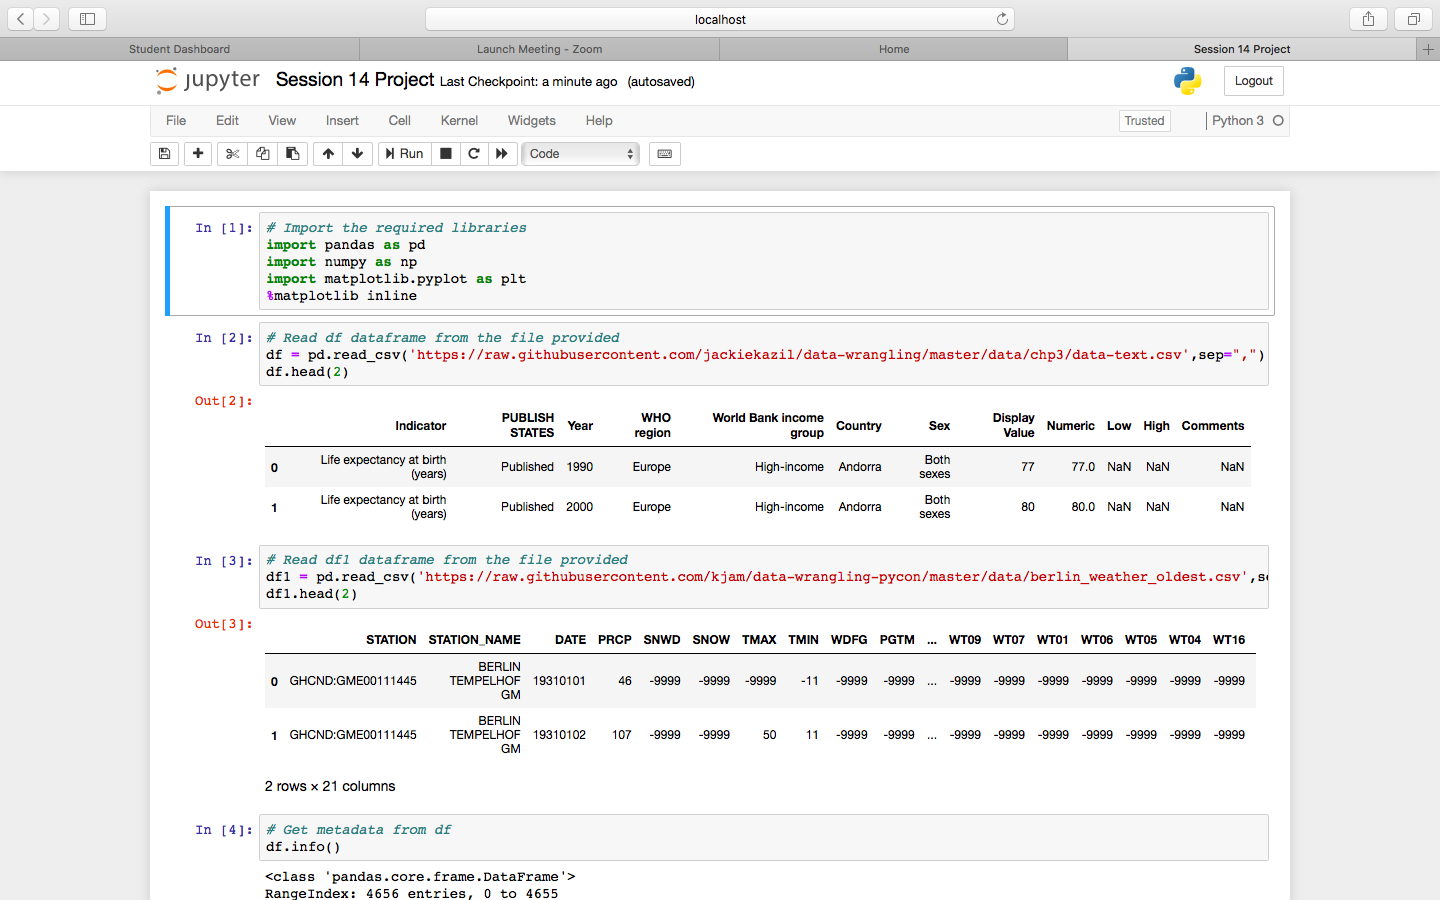 localhost
Student Dashboard
Launch Meeting - Zoom
Home
Session 14 Project
jupyter Session 14 Project Last Checkpoint: a minute ago (autosaved)
Logout
File Edit View Insert Cell Kernel Widgets Help
Trusted
Python 3
Run
Code
In [1]:
# Import the required libraries
import pandas as pd
import numpy as np
import matplotlib.pyplot as plt
%matplotlib inline
In [2]:
# Read df dataframe from the file provided
df = pd.read_csv('https://raw.githubusercontent.com/jackiekazil/data-wrangling/master/data/chp3/data-text.csv',sep=",")
df.head(2)
Out[2]:
Indicator PUBLISH STATES Year WHO region World Bank income group Country Sex Display Value Numeric Low High Comments
0 Life expectancy at birth (years) Published 1990 Europe High-income Andorra Both sexes 77 77.0 NaN NaN NaN
1 Life expectancy at birth (years) Published 2000 Europe High-income Andorra Both sexes 80 80.0 NaN NaN NaN
In [3]:
# Read df1 dataframe from the file provided
df1 = pd.read_csv('https://raw.githubusercontent.com/kjam/data-wrangling-pycon/master/data/berlin_weather_oldest.csv',s
df1.head(2)
Out[3]:
STATION STATION_NAME DATE PRCP SNWD SNOW TMAX TMIN WDFG PGTM ... WT09 WT07 WT01 WT06 WT05 WT04 WT16
0 GHCND:GME00111445 BERLIN TEMPELHOF GM 19310101 46 -9999 -9999 -9999 -11 -9999 -9999 ... -9999 -9999 -9999 -9999 -9999 -9999 -9999
1 GHCND:GME00111445 BERLIN TEMPELHOF GM 19310102 107 -9999 -9999 50 11 -9999 -9999 ... -9999 -9999 -9999 -9999 -9999 -9999 -9999
2 rows × 21 columns
In [4]:
# Get metadata from df
df.info()
<class 'pandas.core.frame.DataFrame'>
RangeIndex: 4656 entries, 0 to 4655